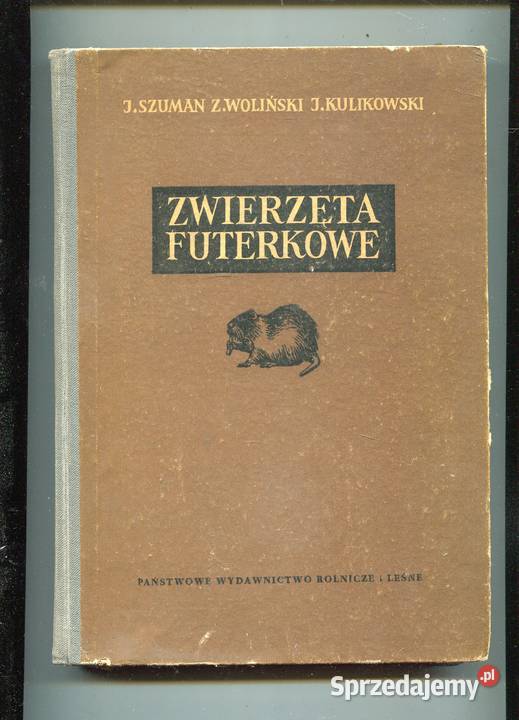 J. SZUMAN Z. WOLIŃSKI J. KULIKOWSKI
ZWIERZĘTA
FUTERKOWE
PAŃSTWOWE WYDAWNICTWO ROLNICZE i LEŚNE
Sprzedajemy.pl